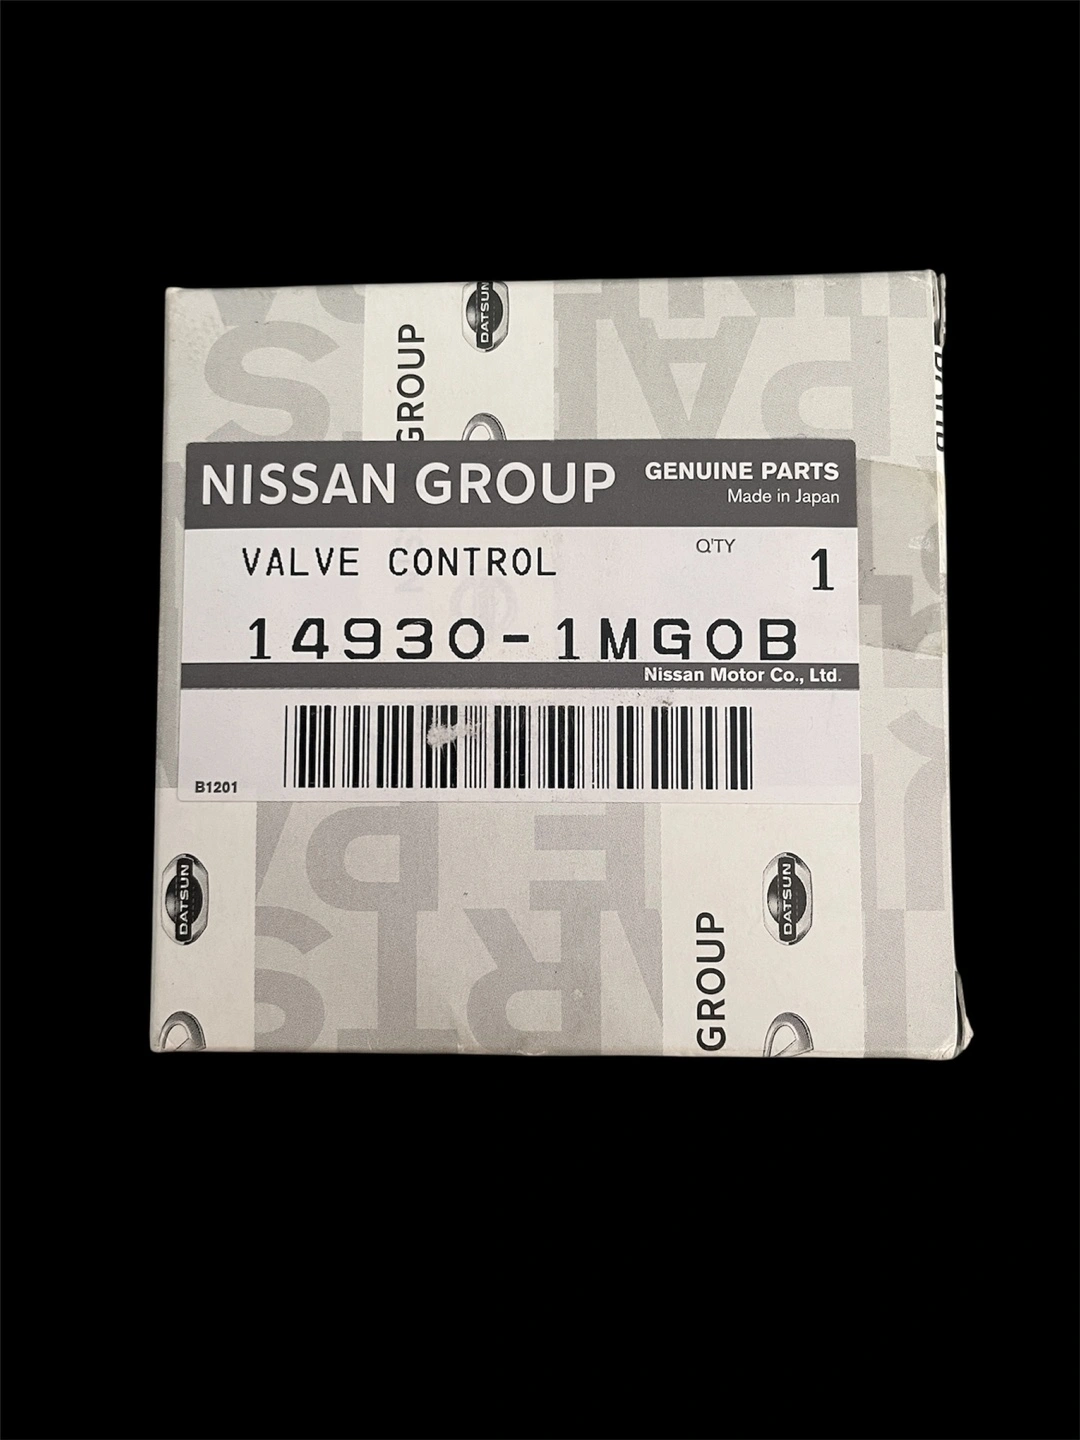 DATSUN
GROUP
NISSAN GROUP
GENUINE PARTS
Made in Japan
VALVE CONTROL
Q'TY
1
14930-1MG0B
Nissan Motor Co., Ltd.
B1201
DATSUN
DATSUN
GROUP